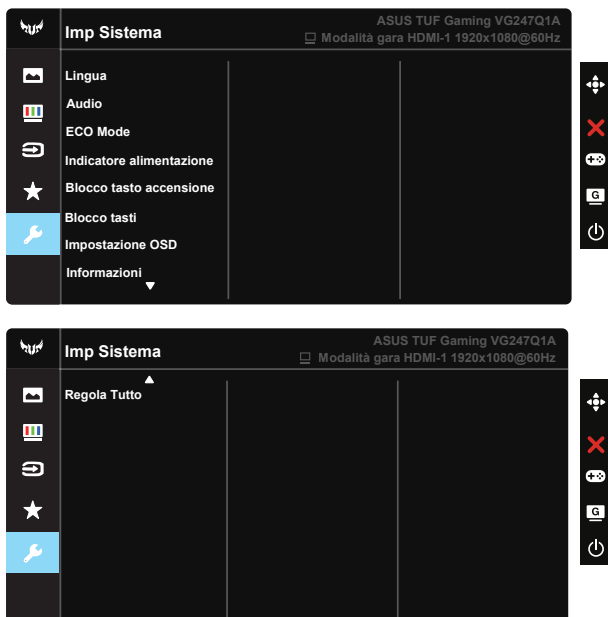 Imp Sistema
ASUS TUF Gaming VG247Q1A
Modalità gara HDMI-1 1920x1080@60Hz
Lingua
Audio
ECO Mode
Indicatore alimentazione
Blocco tasto accensione
Blocco tasti
Impostazione OSD
Informazioni
G
Imp Sistema
ASUS TUF Gaming VG247Q1A
Modalità gara HDMI-1 1920x1080@60Hz
Regola Tutto
G